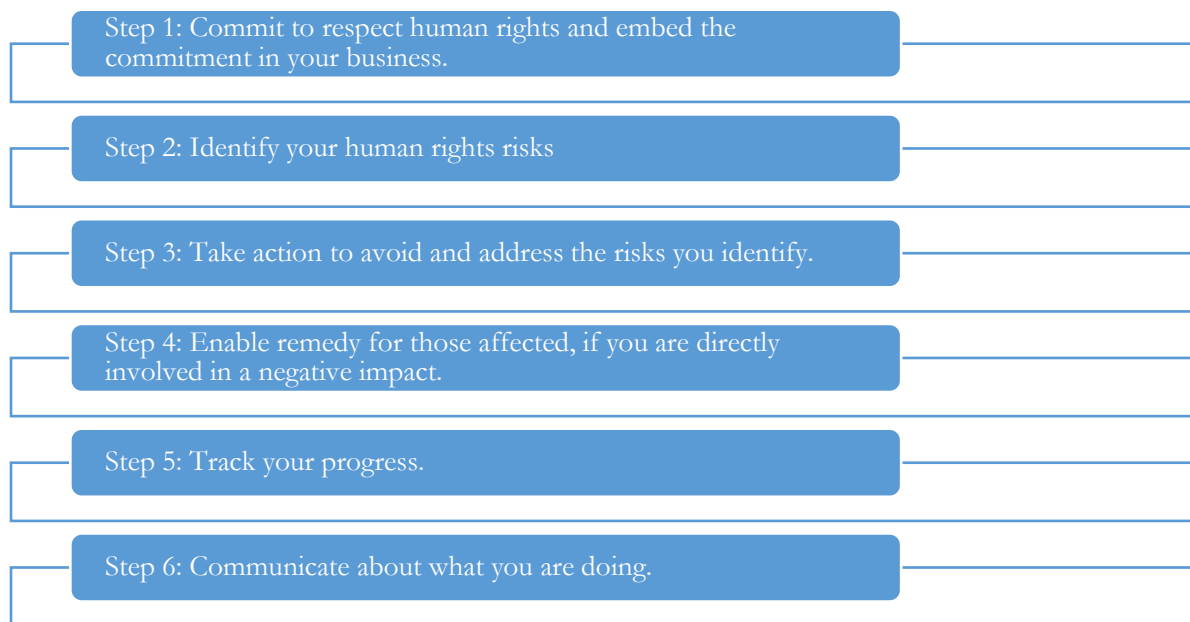 Step 1: Commit to respect human rights and embed the
commitment in your business.
Step 2: Identify your human rights risks
Step 3: Take action to avoid and address the risks you identify.
Step 4: Enable remedy for those affected, if you are directly
involved in a negative impact.
Step 5: Track your progress.
Step 6: Communicate about what you are doing.